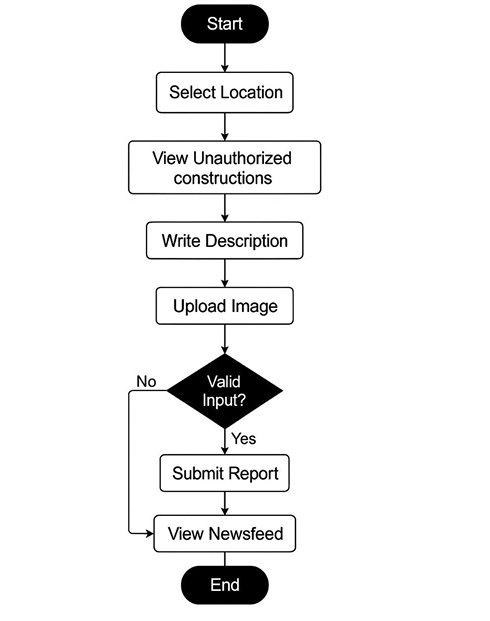 Start
Select Location
View Unauthorized
constructions
Write Description
Upload Image
Valid
Input?
No
Yes
Submit Report
View Newsfeed
End